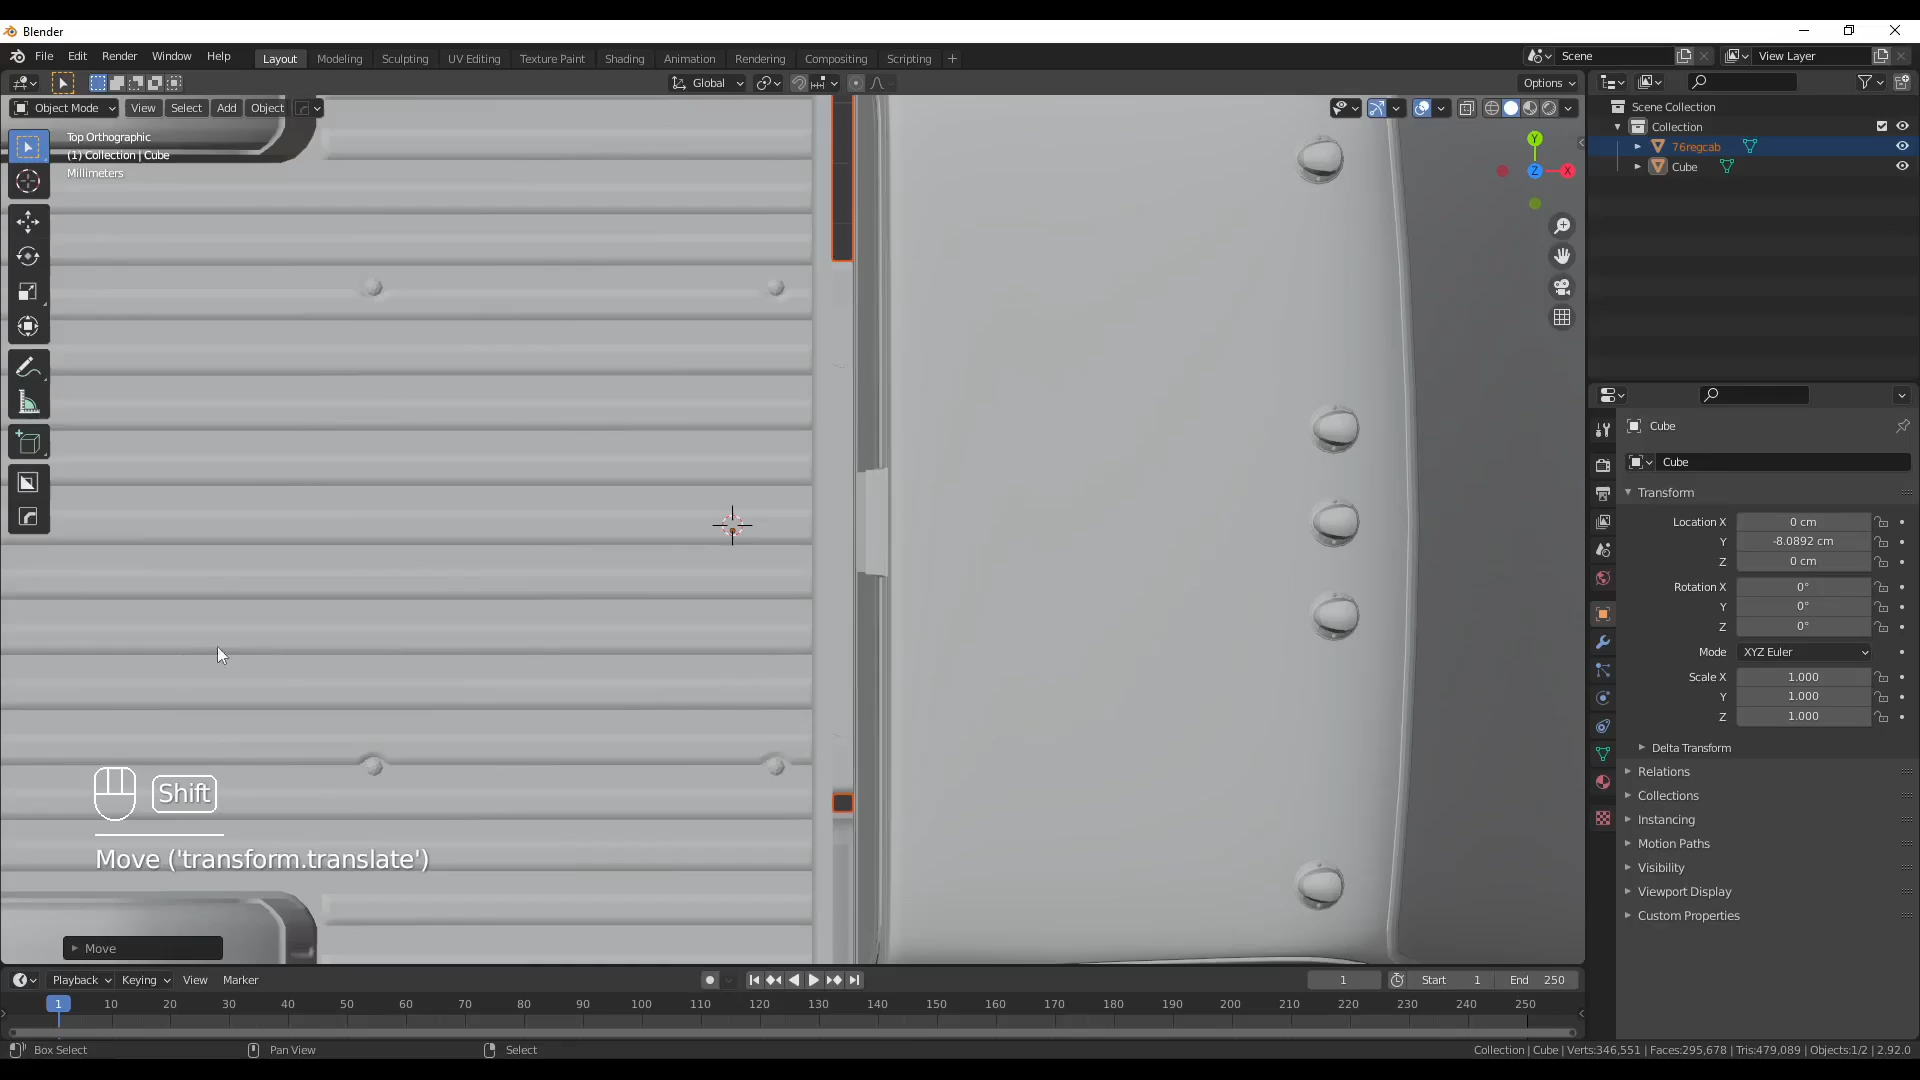 Blender
File Edit Render Window Help
Layout Modeling Sculpting UV Editing Texture Paint Shading Animation Rendering Compositing Scripting +
Scene
View Layer
Global
Options
Object Mode View Select Add Object
Top Orthographic
(1) Collection | Cube
Millimeters
Y
Z
X
Scene Collection
Collection
76regcab
Cube
Cube
Cube
Transform
Location X 0 cm
Y -8.0892 cm
Z 0 cm
Rotation X 0°
Y 0°
Z 0°
Mode XYZ Euler
Scale X 1.000
Y 1.000
Z 1.000
Delta Transform
Relations
Collections
Instancing
Motion Paths
Visibility
Viewport Display
Custom Properties
Shift
Move ('transform.translate')
Move
Playback Keying View Marker
1
Start 1 End 250
1 10 20 30 40 50 60 70 80 90 100 110 120 130 140 150 160 170 180 190 200 210 220 230 240 250
Box Select
Pan View
Select
Collection | Cube | Verts:346,551 | Faces:295,678 | Tris:479,089 | Objects:1/2 | 2.92.0